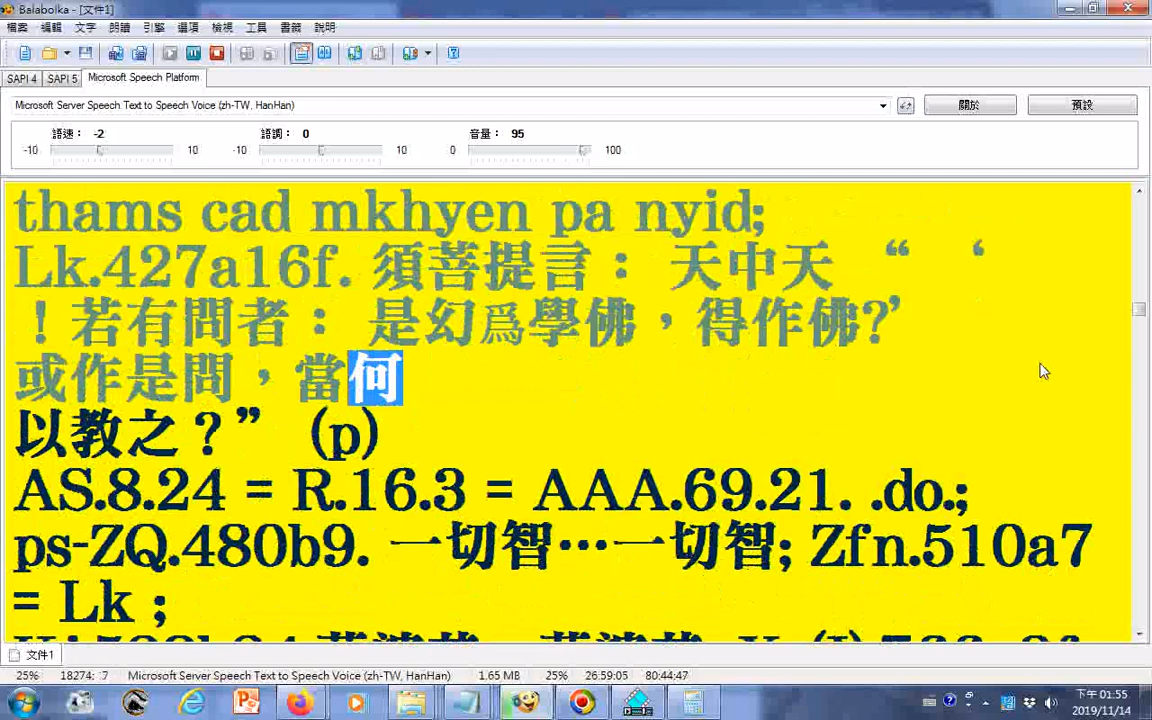 Balabolka - [文件1]
檔案 編輯 文字 朗讀 引擎 選項 檢視 工具 書籤 說明
SAPI 4 SAPI 5 Microsoft Speech Platform
Microsoft Server Speech Text to Speech Voice (zh-TW, HanHan) 關於 預設
語速： -2 語調： 0 音量： 95
-10 10 -10 10 0 100
thams cad mkhyen pa nyid;
Lk.427a16f. 須菩提言： 天中天 “ ‘
！若有問者： 是幻爲學佛，得作佛?’
或作是問，當何
以教之？” (p)
AS.8.24 = R.16.3 = AAA.69.21. .do.;
ps-ZQ.480b9. 一切智…一切智; Zfn.510a7
= Lk ;
文件1
25% 18274: 7 Microsoft Server Speech Text to Speech Voice (zh-TW, HanHan) 1.65 MB 25% 26:59:05 80:44:47
下午 01:55
2019/11/14